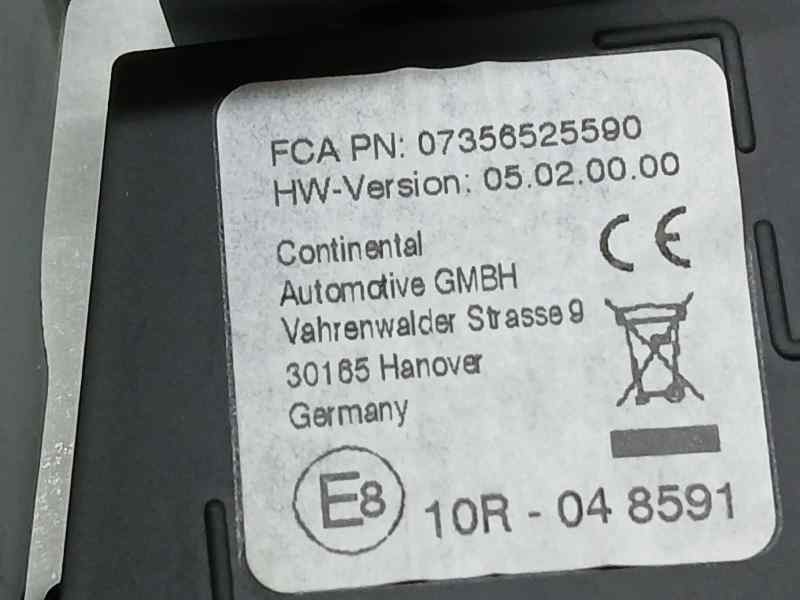 FCA PN: 07356525590
HW-Version: 05.02.00.00
Continental
Automotive GMBH
Vahrenwalder Strasse 9
30165 Hanover
Germany
CE
E8 10R - 04 8591